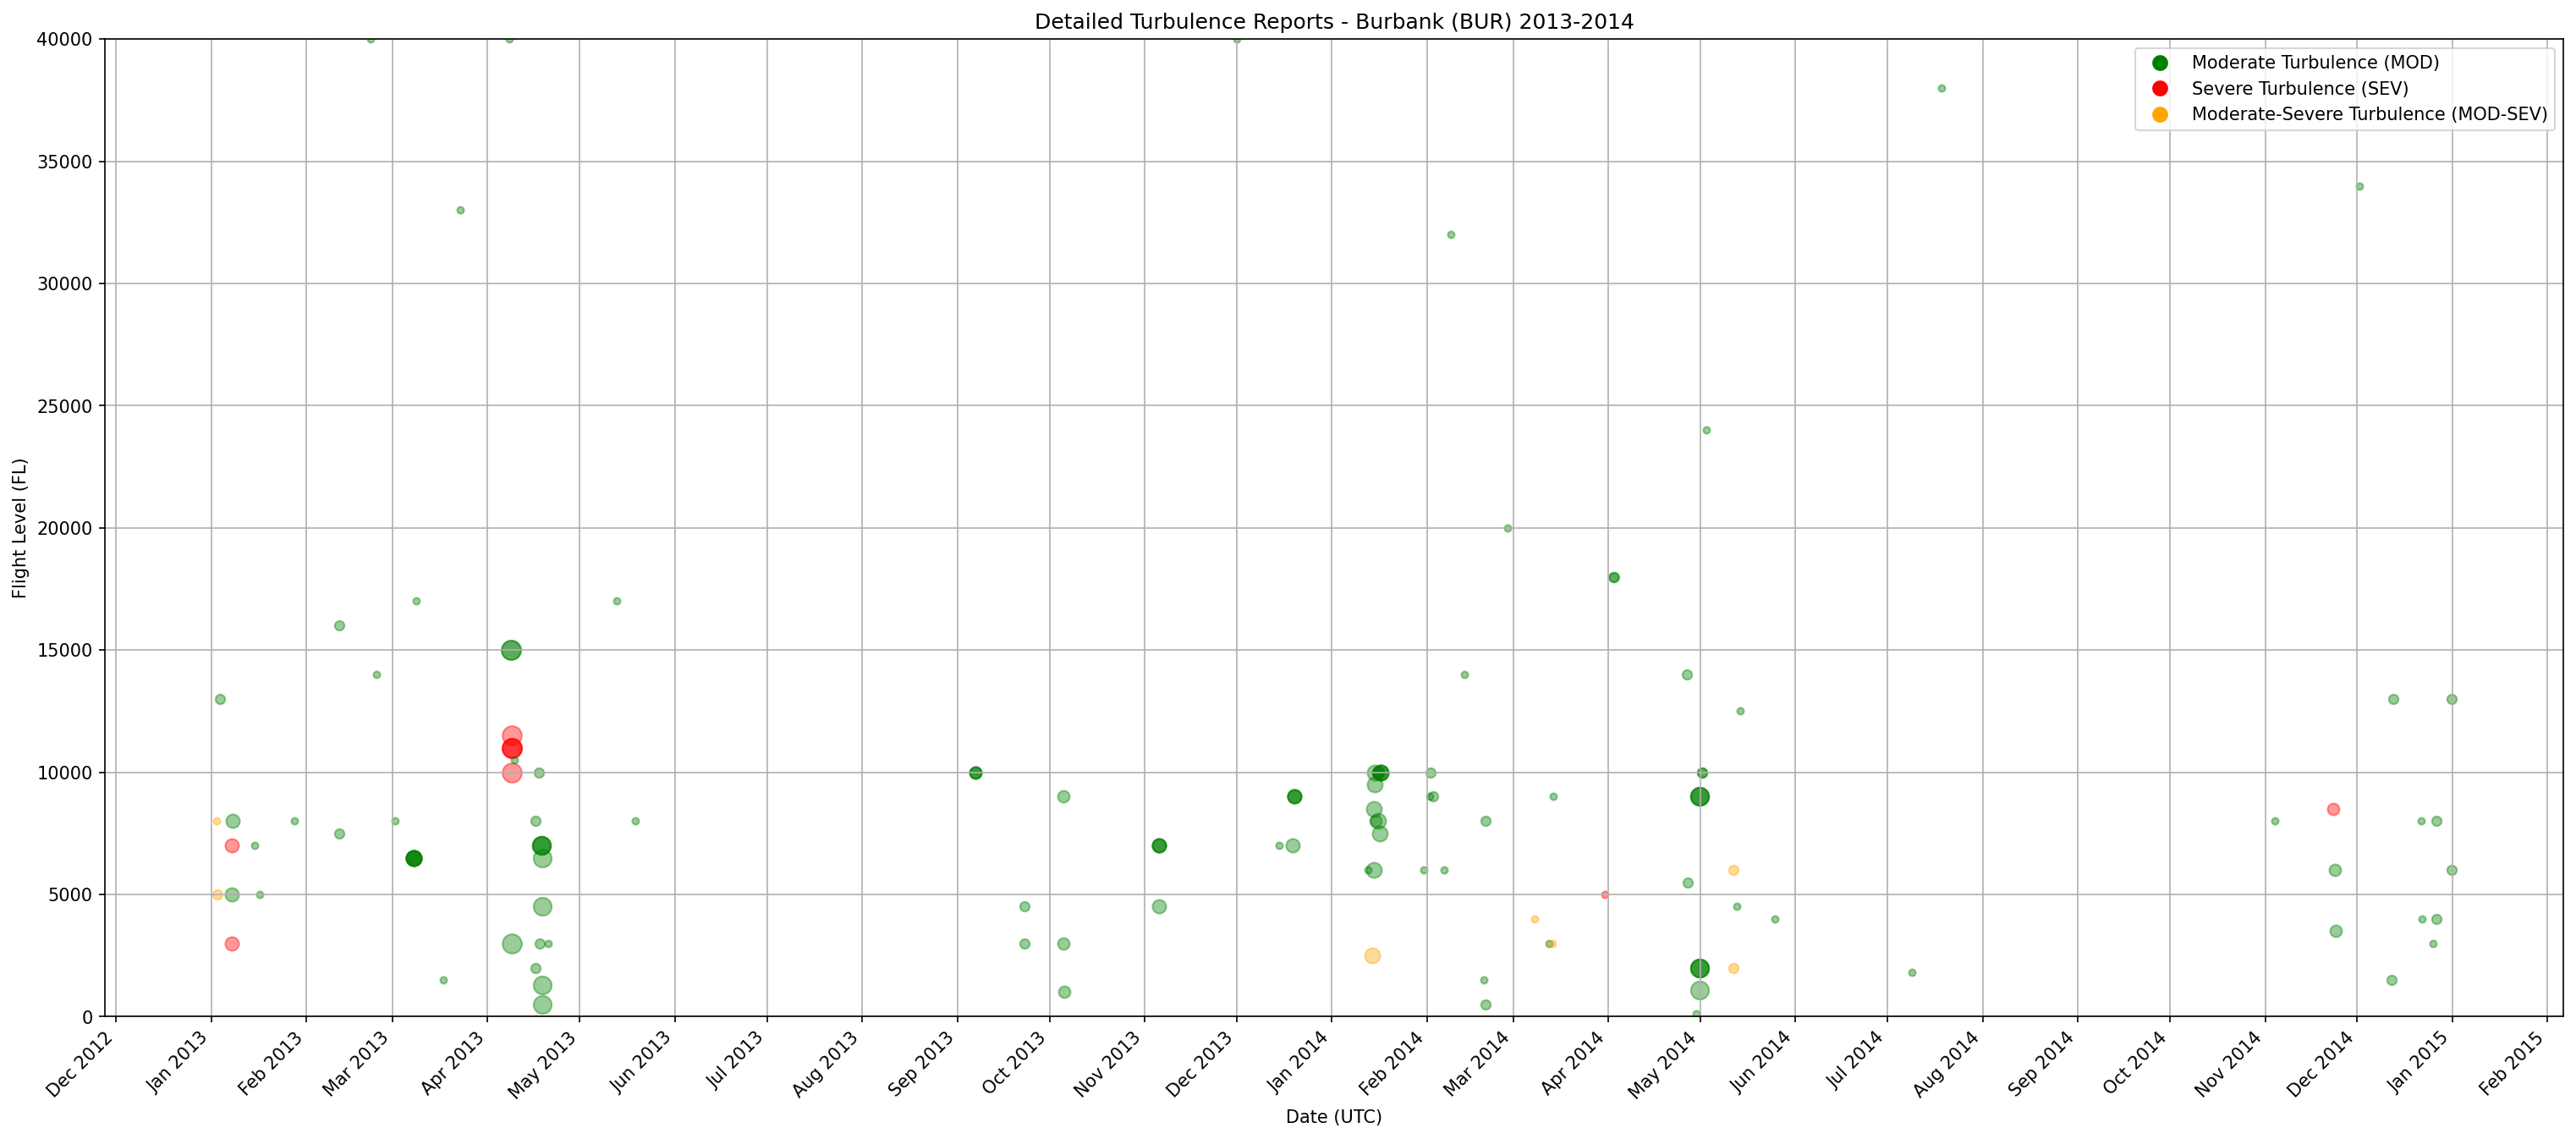 Detailed Turbulence Reports - Burbank (BUR) 2013-2014
Moderate Turbulence (MOD)
Severe Turbulence (SEV)
Moderate-Severe Turbulence (MOD-SEV)
Flight Level (FL)
40000
35000
30000
25000
20000
15000
10000
5000
0
Dec 2012
Jan 2013
Feb 2013
Mar 2013
Apr 2013
May 2013
Jun 2013
Jul 2013
Aug 2013
Sep 2013
Oct 2013
Nov 2013
Dec 2013
Jan 2014
Feb 2014
Mar 2014
Apr 2014
May 2014
Jun 2014
Jul 2014
Aug 2014
Sep 2014
Oct 2014
Nov 2014
Dec 2014
Jan 2015
Feb 2015
Date (UTC)